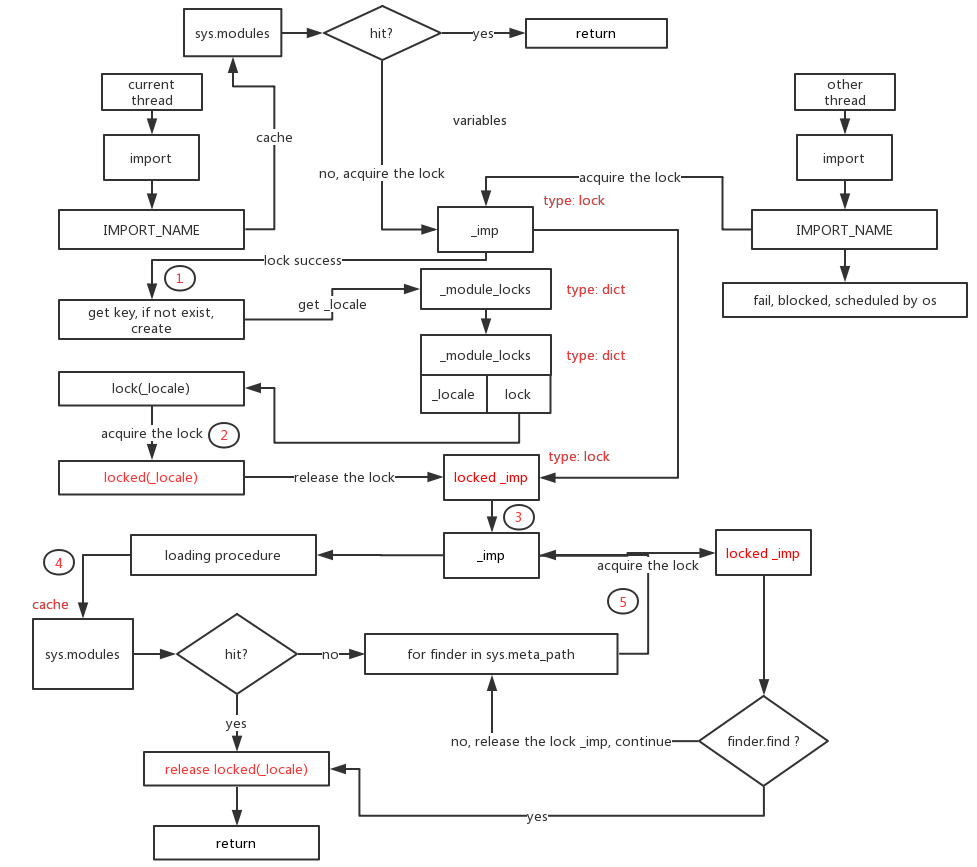 sys.modules
hit?
yes
return
current
thread
other
thread
variables
cache
import
import
no, acquire the lock
acquire the lock
type: lock
IMPORT_NAME
_imp
IMPORT_NAME
lock success
1
get key, if not exist,
create
get _locale
_module_locks
type: dict
fail, blocked, scheduled by os
_module_locks
type: dict
lock(_locale)
_locale
lock
acquire the lock
2
type: lock
locked(_locale)
release the lock
locked _imp
3
4
loading procedure
_imp
locked _imp
acquire the lock
5
cache
sys.modules
hit?
no
for finder in sys.meta_path
yes
no, release the lock _imp, continue
finder.find ?
release locked(_locale)
yes
return